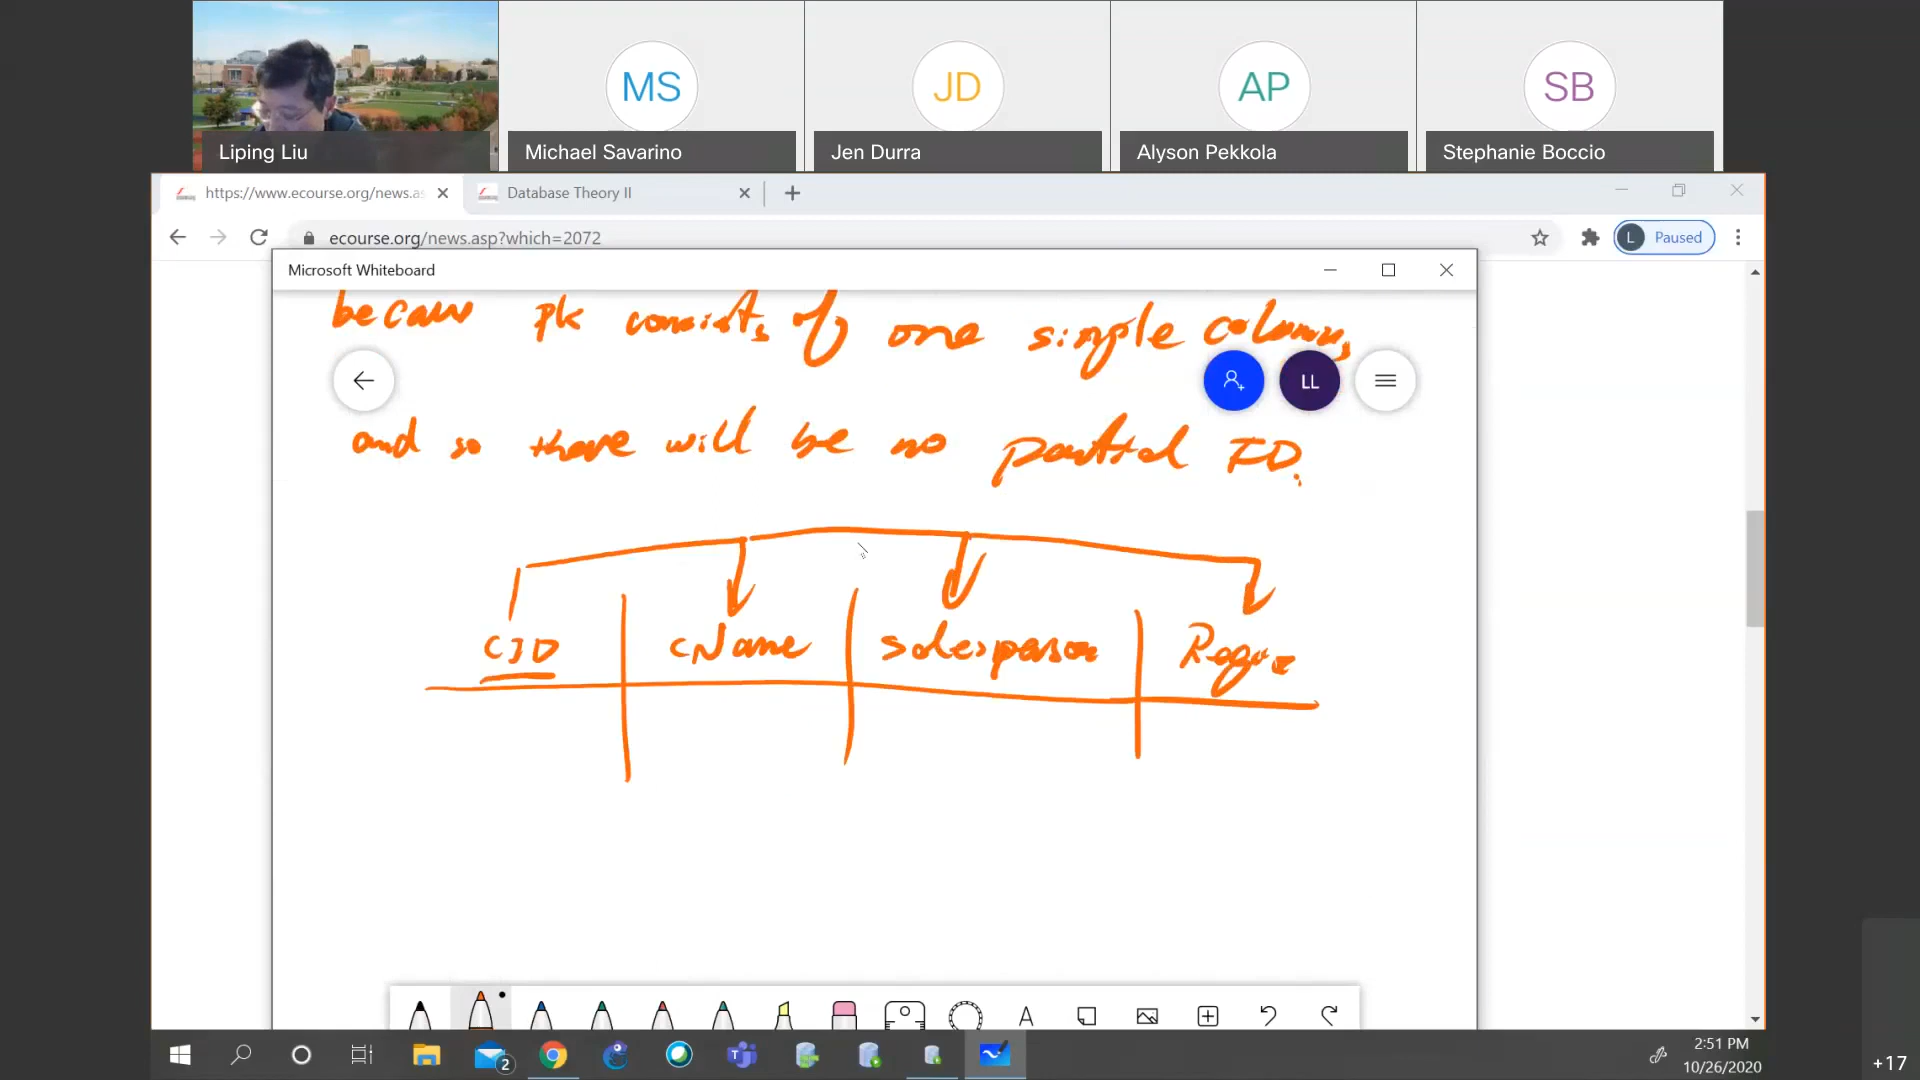 MS JD AP SB
Liping Liu Michael Savarino Jen Durra Alyson Pekkola Stephanie Boccio
https://www.ecourse.org/news.as Database Theory II
ecourse.org/news.asp?which=2072 L Paused
Microsoft Whiteboard
because pk consists of one simple column,
LL
and so there will be no partial FD.
CID cName Salesperson
A
2 2:51 PM
10/26/2020
+17